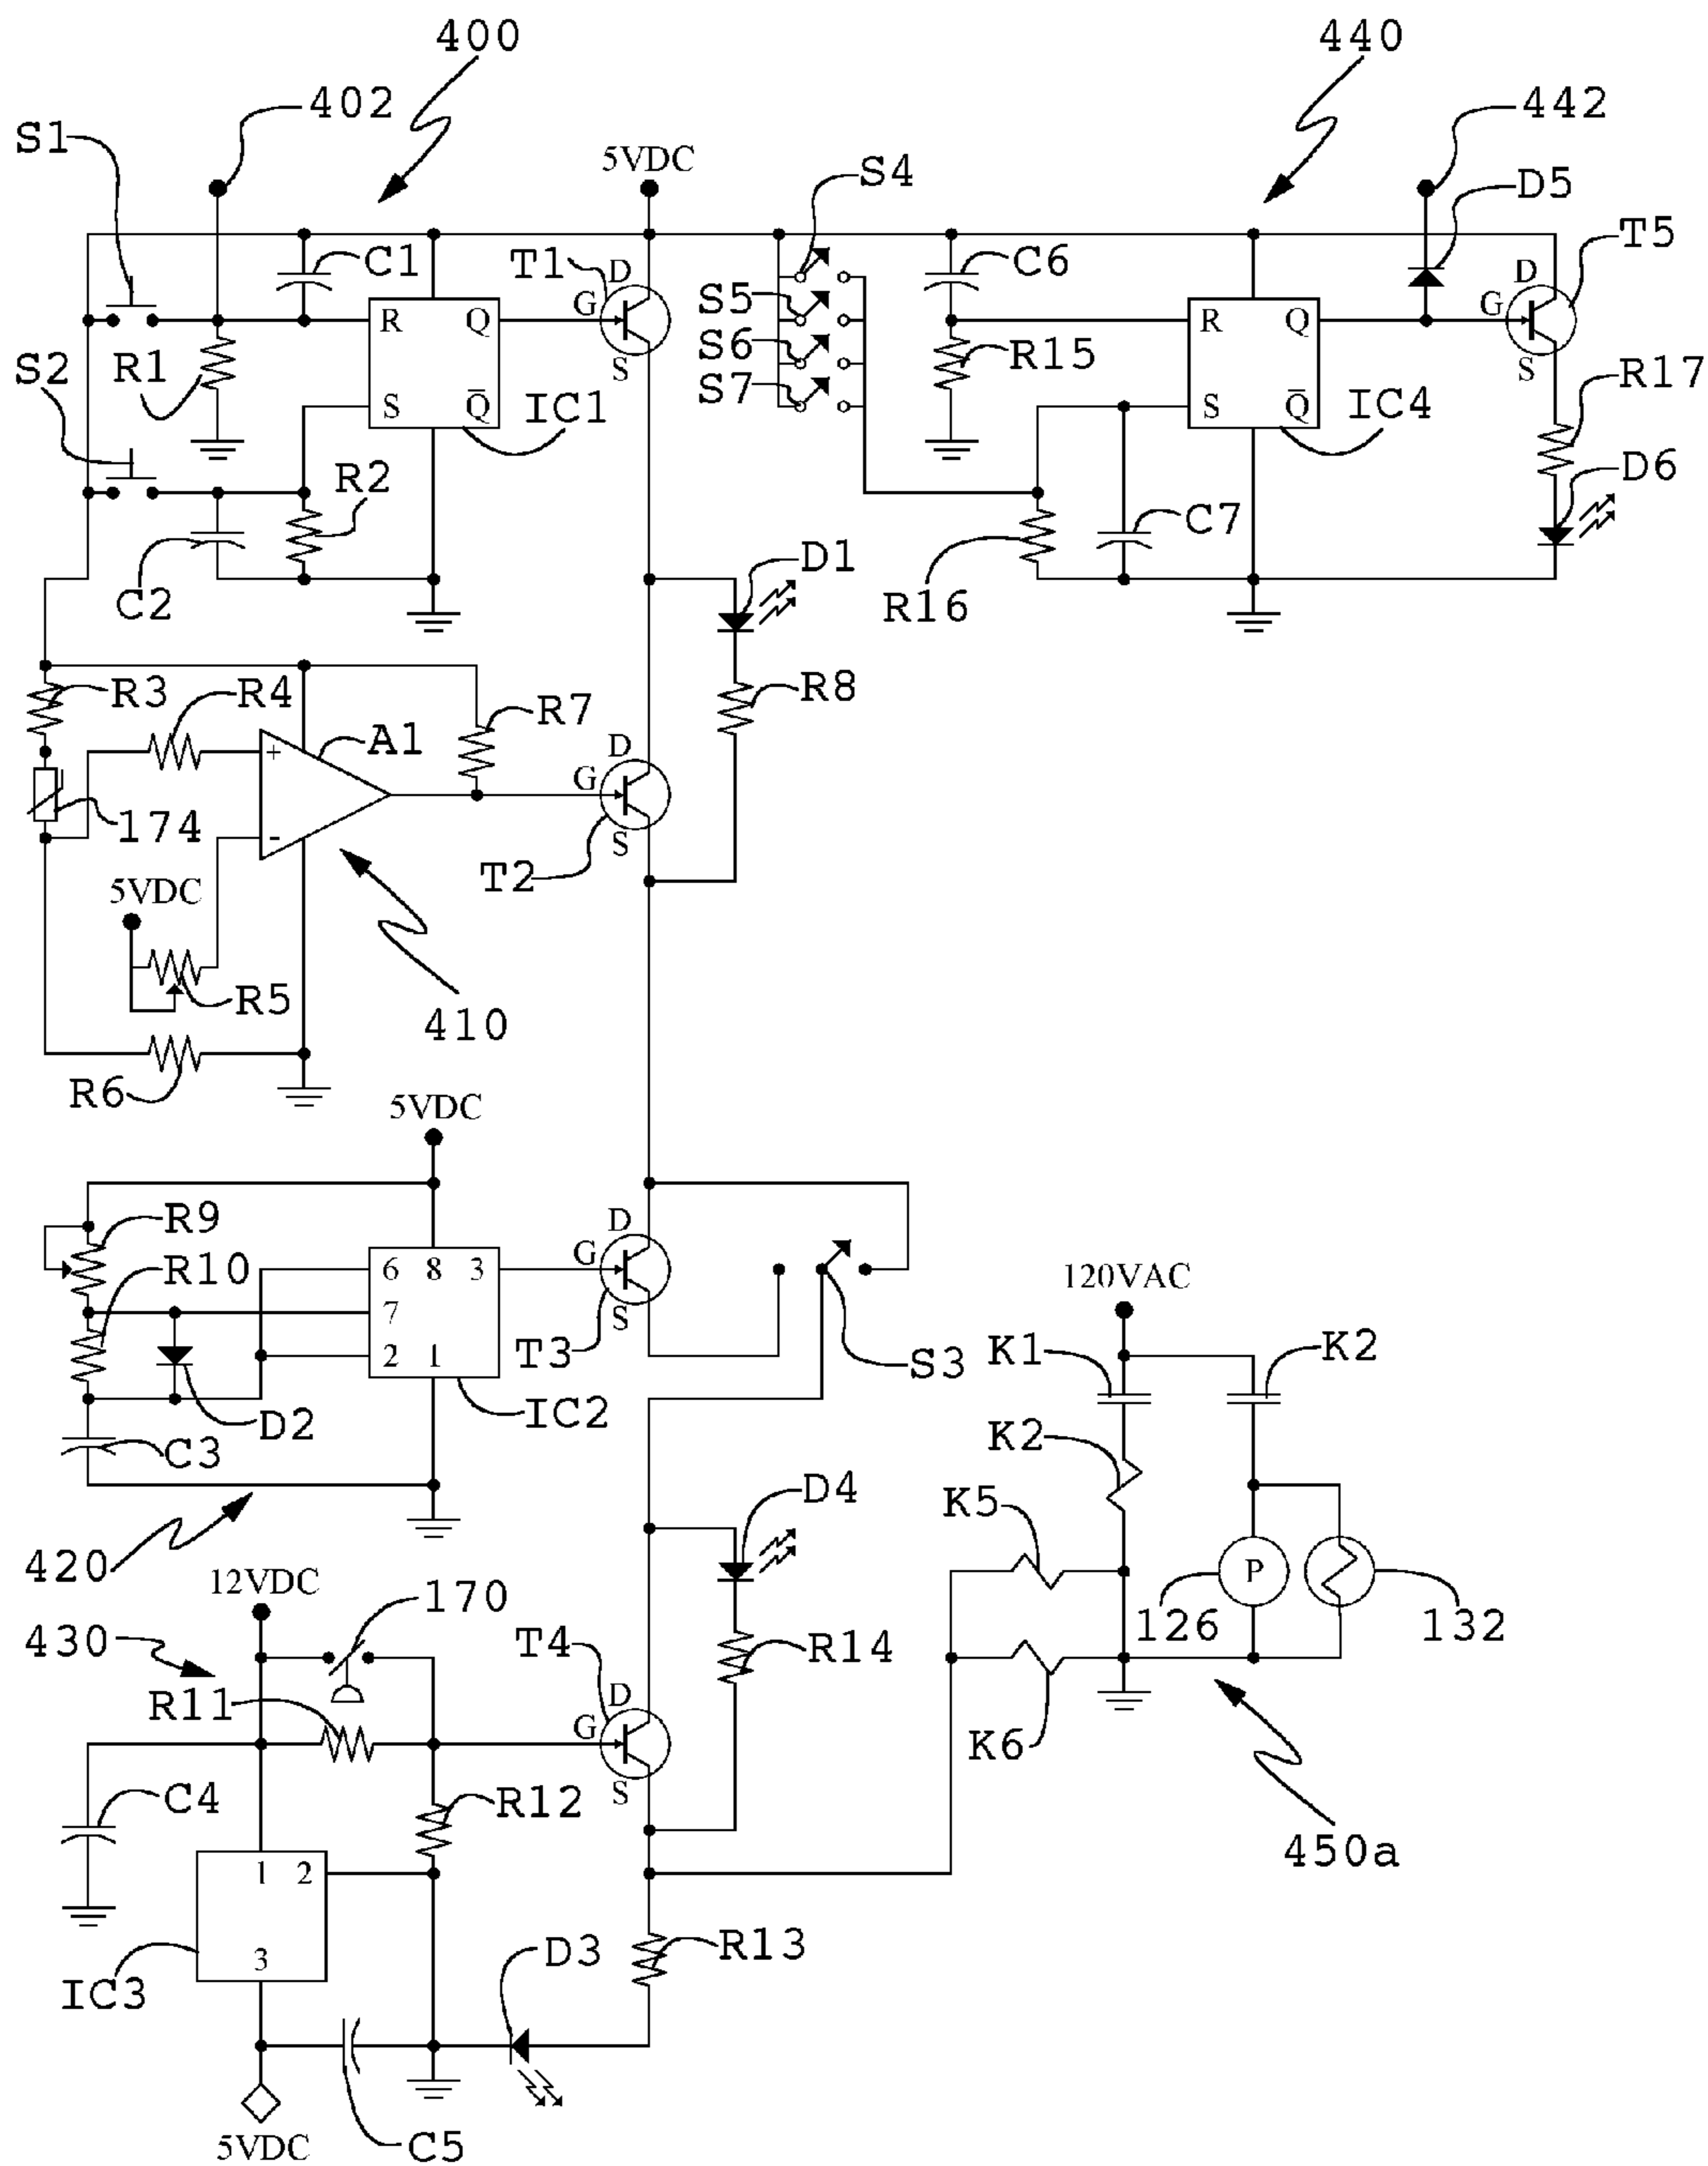 400
440
402
442
S1
5VDC
S4
D5
T1
D
C1
C6
D
T5
G
S5
G
R
Q
R
Q
S2
R1
S6
R15
S
S
R17
S7
S
Q̅
IC1
S
Q̅
IC4
R2
D6
C7
D1
C2
R16
R3
R4
R8
R7
A1
D
+
G
174
-
S
T2
5VDC
R5
410
R6
5VDC
R9
D
R10
G
6
8
3
120VAC
7
S
2
1
T3
S3
K1
K2
IC2
D2
K2
C3
D4
K5
420
12VDC
170
P
430
T4
126
132
R14
R11
D
G
K6
S
C4
R12
450a
1
2
R13
3
D3
IC3
5VDC
C5